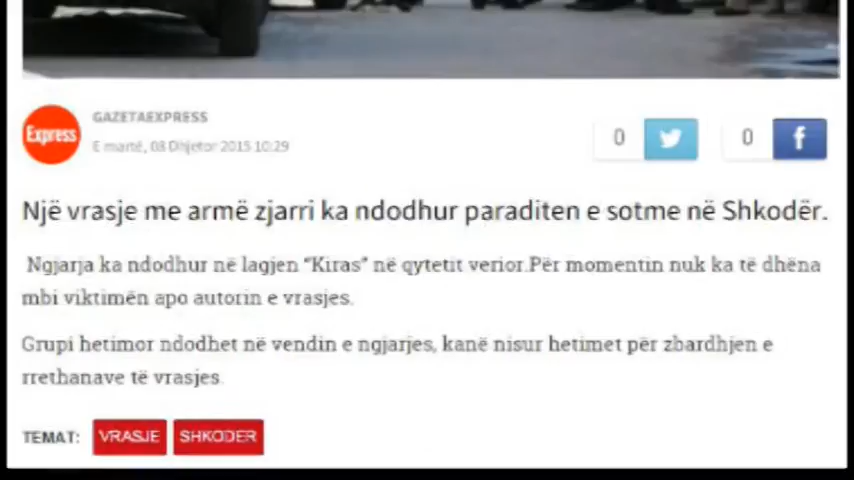 GAZETAEXPRESS
Express
E martë, 08 Dhjetor 2015 10:29
0
0
Një vrasje me armë zjarri ka ndodhur paraditen e sotme në Shkodër.
Ngjarja ka ndodhur në lagjen “Kiras” në qytetit verior.Për momentin nuk ka të dhëna
mbi viktimën apo autorin e vrasjes.
Grupi hetimor ndodhet në vendin e ngjarjes, kanë nisur hetimet për zbardhjen e
rrethanave të vrasjes.
TEMAT: VRASJE SHKODER